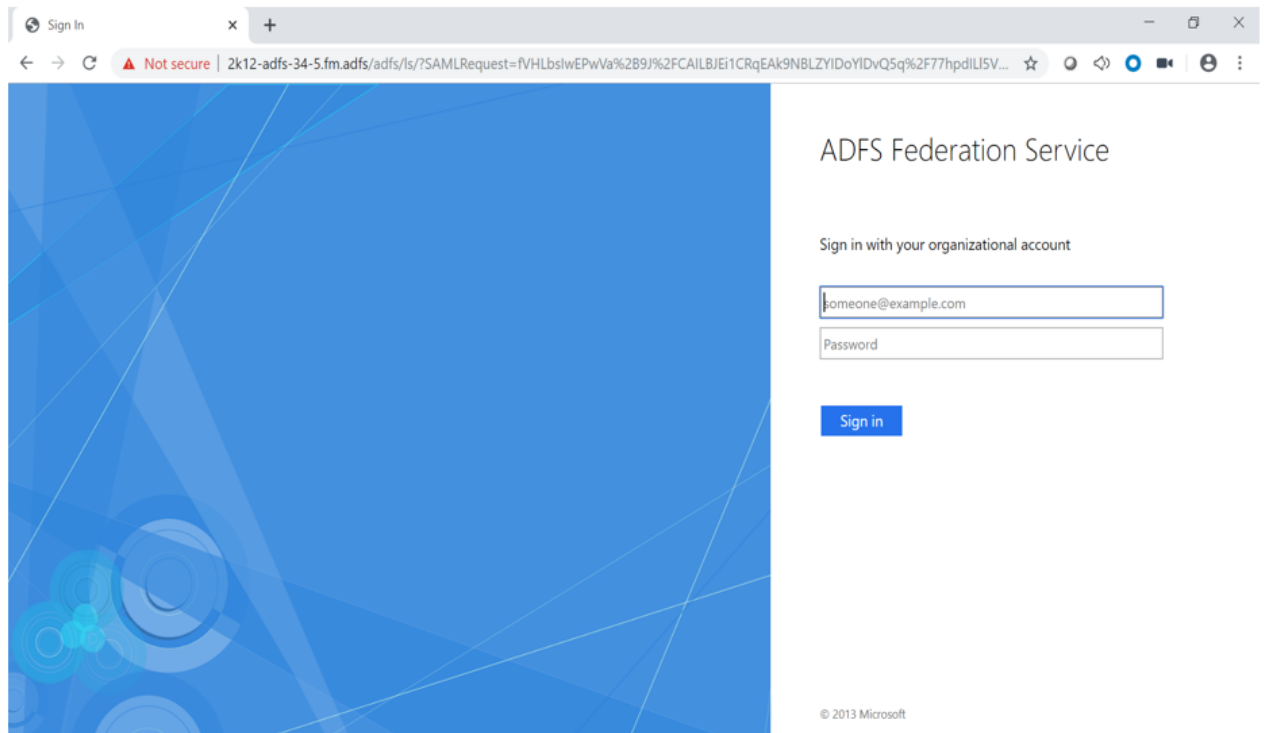 Sign In
Not secure
2k12-adfs-34-5.fm.adfs/adfs/ls/?SAMLRequest=fVHLbsIwEPwVa%2B9J%2FCAILBJEi1CRqEAk9NBLZYIDoYlDvQ5q%2F77hpdILl5V...
ADFS Federation Service
Sign in with your organizational account
someone@example.com
Password
Sign in
© 2013 Microsoft